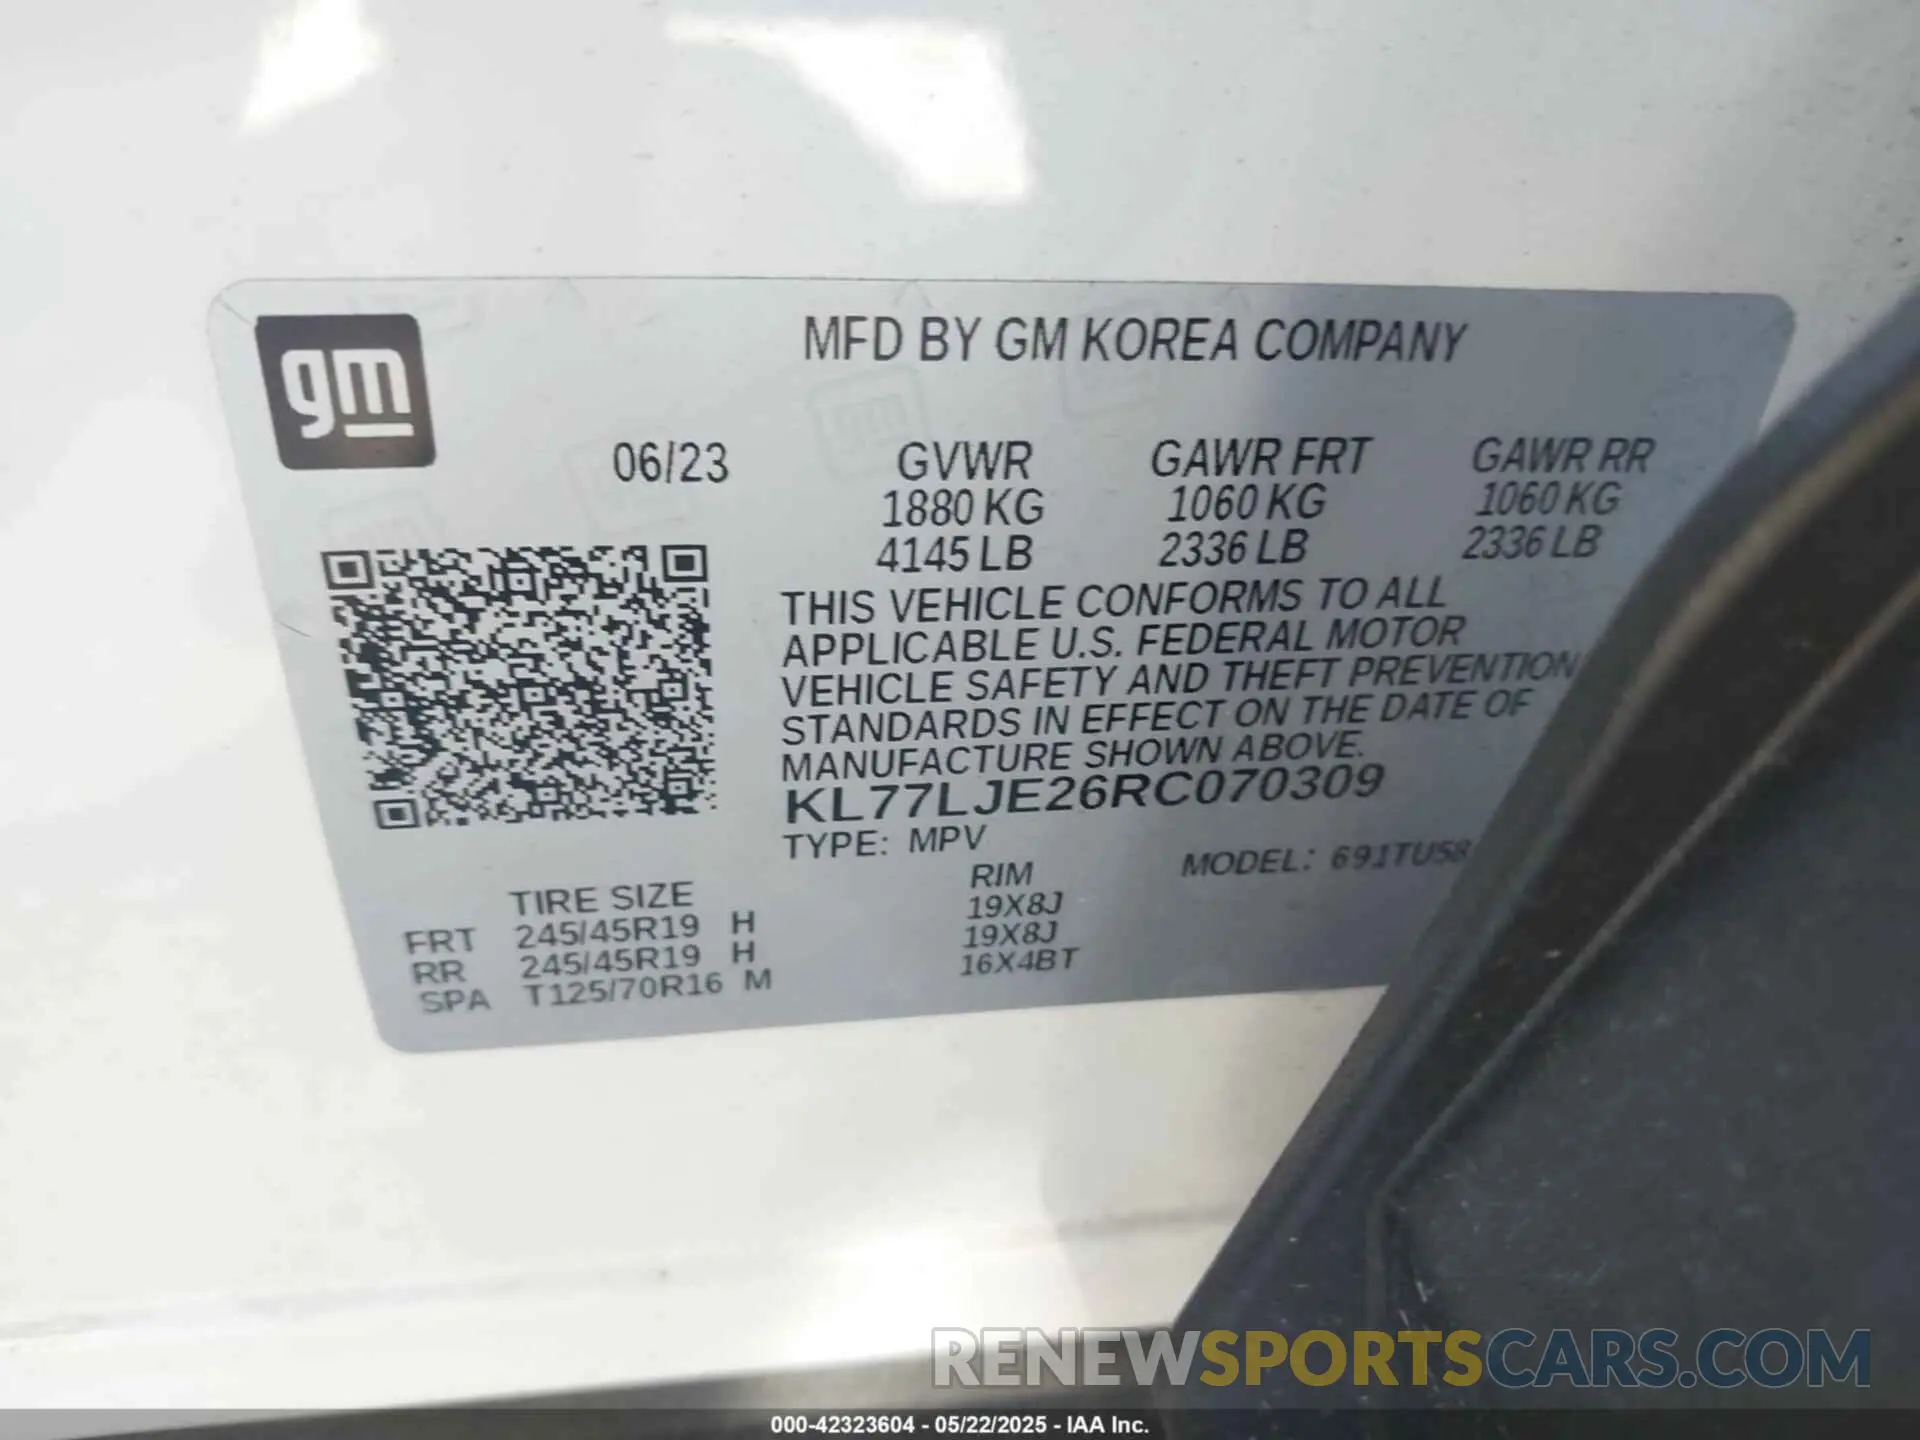 gm
MFD BY GM KOREA COMPANY
06/23 GVWR GAWR FRT GAWR RR
1880 KG 1060 KG 1060 KG
4145 LB 2336 LB 2336 LB
THIS VEHICLE CONFORMS TO ALL
APPLICABLE U.S. FEDERAL MOTOR
VEHICLE SAFETY AND THEFT PREVENTION
STANDARDS IN EFFECT ON THE DATE OF
MANUFACTURE SHOWN ABOVE.
KL77LJE26RC070309
TYPE: MPV MODEL: 691TU58
TIRE SIZE RIM
FRT 245/45R19 H 19X8J
RR 245/45R19 H 19X8J
SPA T125/70R16 M 16X4BT
RENEWSPORTSCARS.COM
000-42323604 - 05/22/2025 - IAA Inc.